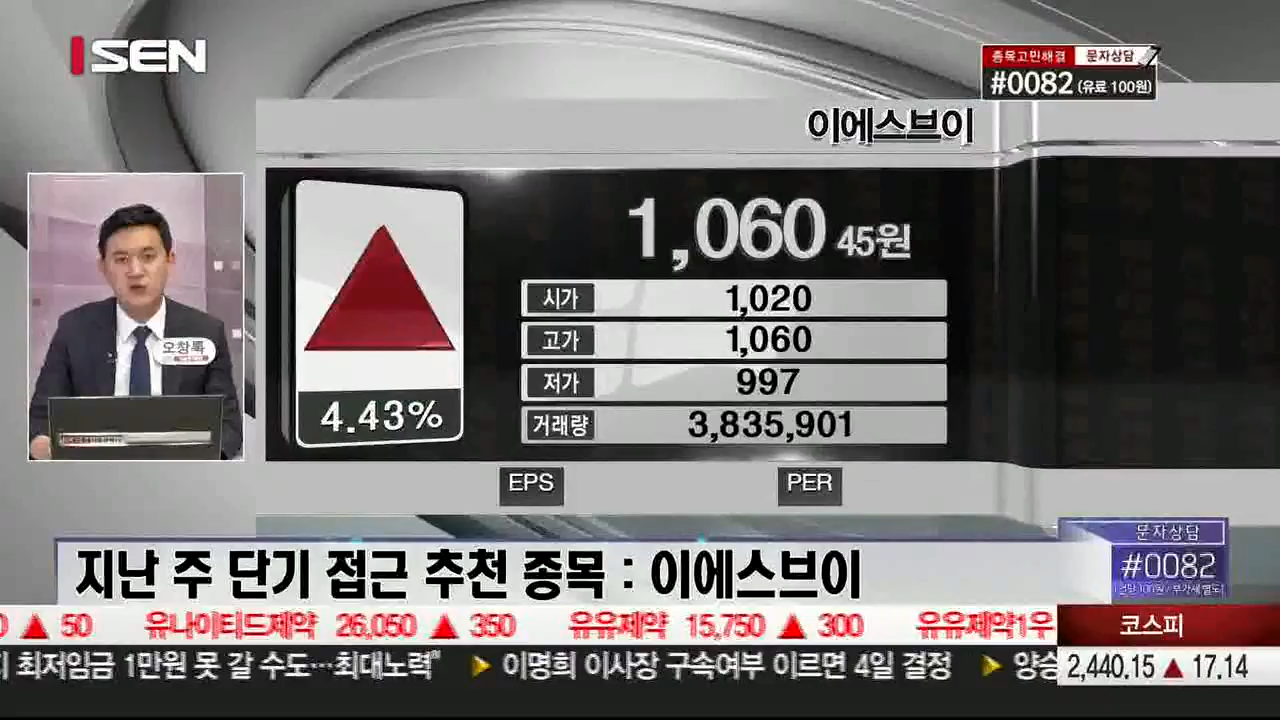 SEN
종목고민해결 문자상담
#0082 (유료 100원)
이에스브이
1,060 45원
시가 1,020
고가 1,060
저가 997
거래량 3,835,901
4.43%
오창록
EPS PER
지난 주 단기 접근 추천 종목 : 이에스브이
문자상담
#0082
0 ▲ 50 유나이티드제약 26,050 ▲ 350 유유제약 15,750 ▲ 300 유유제약1우
코스피
최저임금 1만원 못 갈 수도…최대노력" ▶ 이명희 이사장 구속여부 이르면 4일 결정 ▶ 양승
2,440.15 ▲ 17.14